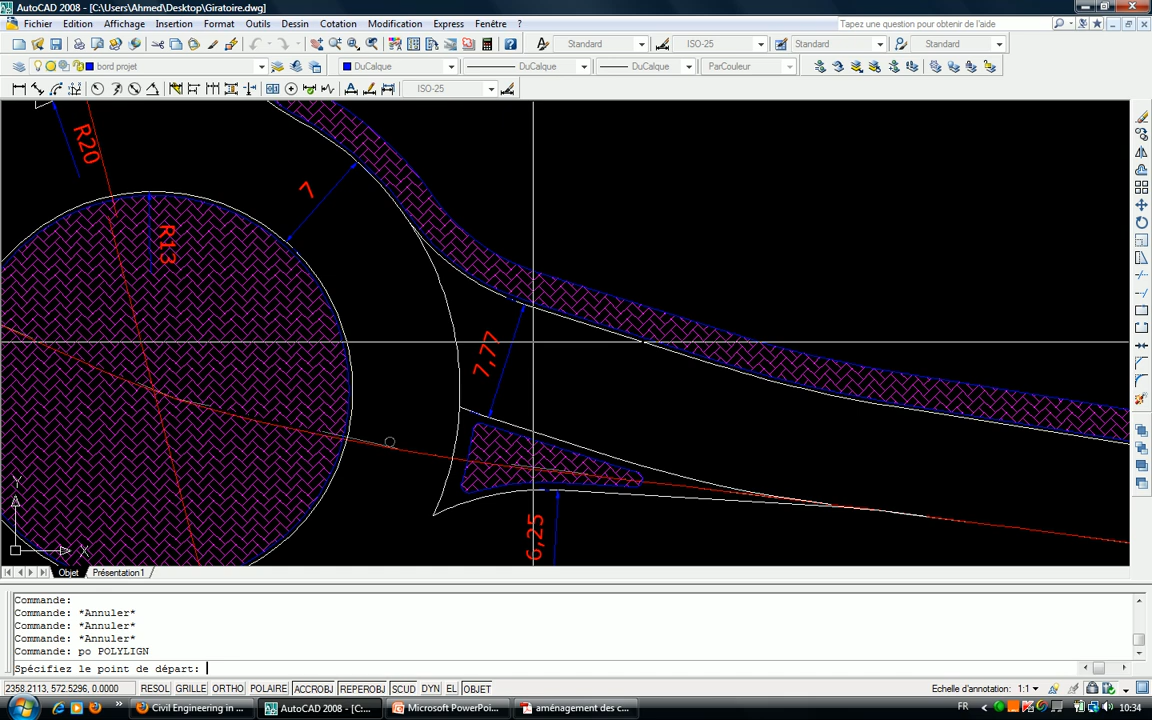 AutoCAD 2008 - [C:\Users\Ahmed\Desktop\Giratoire.dwg]
Fichier Edition Affichage Insertion Format Outils Dessin Cotation Modification Express Fenêtre ? Tapez une question pour obtenir de l'aide
Standard ISO-25 Standard Standard
bord projet DuCalque DuCalque DuCalque ParCouleur
ISO-25
R20
7
R13
7,77
6,25
Y
X
Objet Présentation1
Commande:
Commande: *Annuler*
Commande: *Annuler*
Commande: *Annuler*
Commande: po POLYLIGN
Spécifiez le point de départ:
2358.2113, 572.5296, 0.0000 RESOL GRILLE ORTHO POLAIRE ACCROBJ REPEROBJ SCUD DYN EL OBJET Echelle d'annotation: 1:1
Civil Engineering in ... AutoCAD 2008 - [C:... Microsoft PowerPoi... aménagement des c... FR 10:34